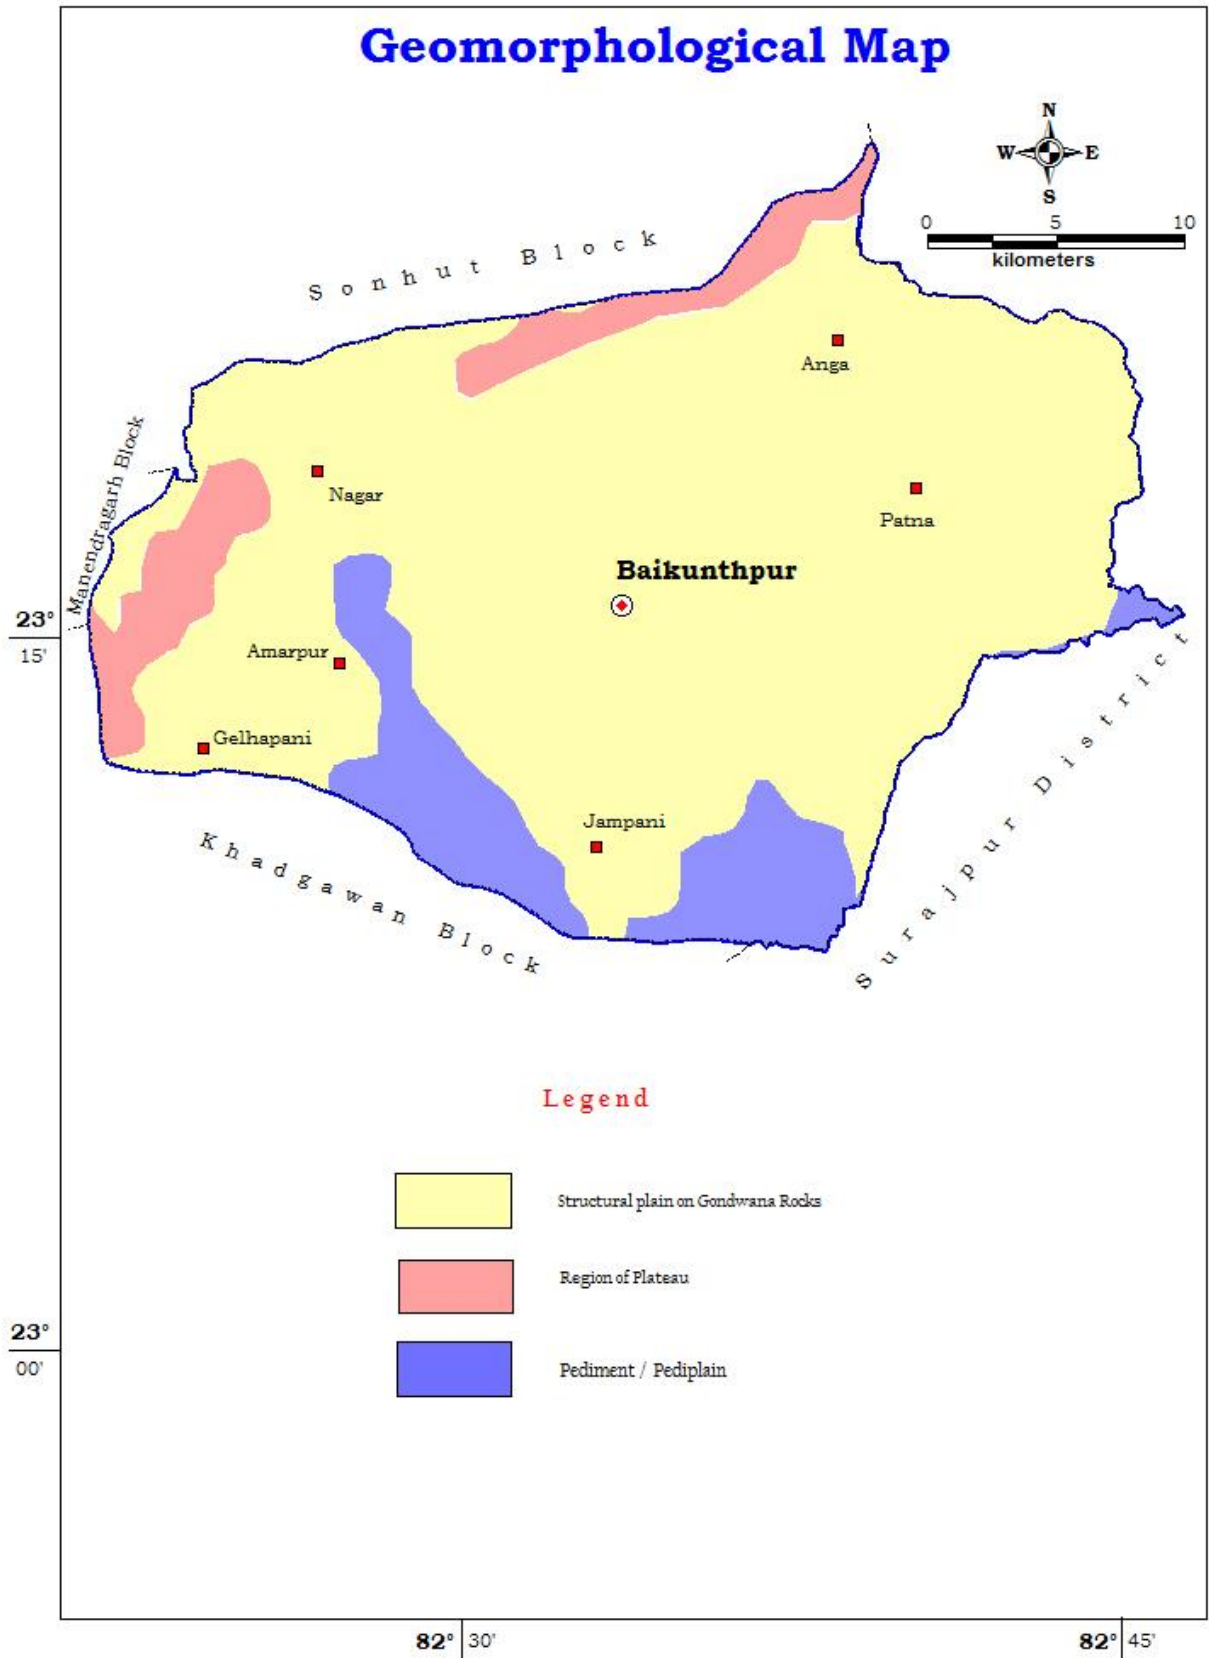 Geomorphological Map
N
W E
S
0 5 10
kilometers
Sonhut Block
Anga
Manendragarh Block
Nagar
Patna
Baikunthpur
23°
15'
Amarpur
Gelhapani
Surajpur District
Jampani
Khadgawan Block
Legend
Structural plain on Gondwana Rocks
Region of Plateau
23°
00'
Pediment / Pediplain
82° 30'
82° 45'